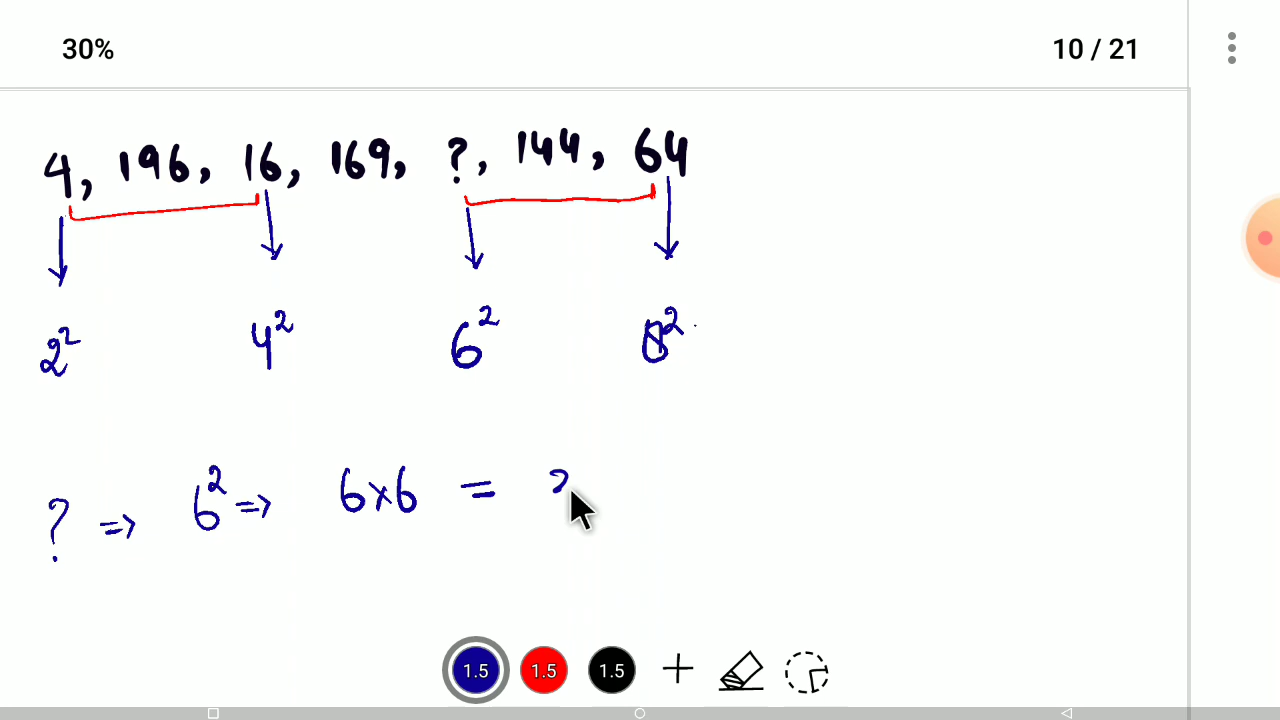 30% 10 / 21
4, 196, 16, 169, ?, 144, 64
2² 4² 6² 8²
? => 6² => 6×6 =
1.5 1.5 1.5